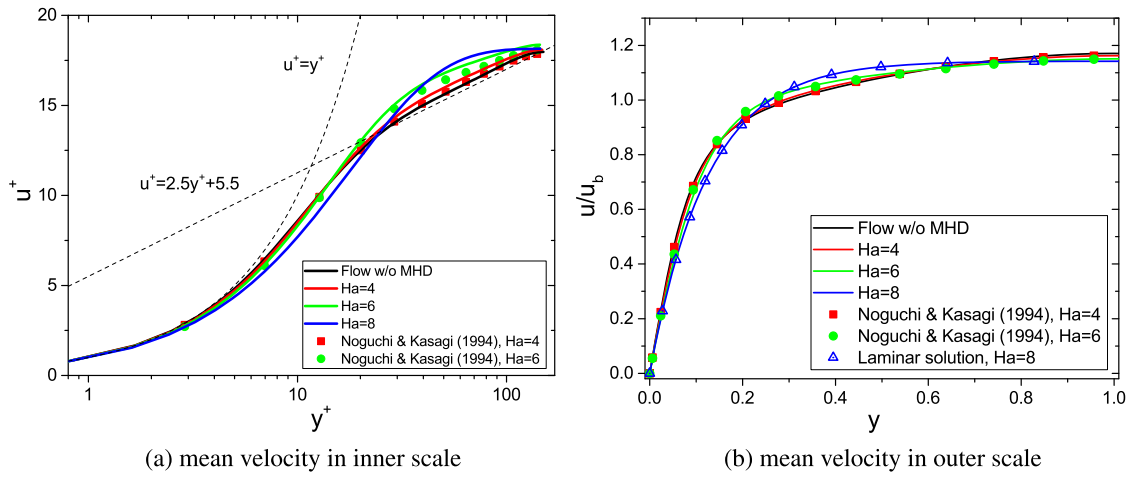 20
15
10
5
0
u⁺
u⁺=y⁺
u⁺=2.5y⁺+5.5
Flow w/o MHD
Ha=4
Ha=6
Ha=8
Noguchi & Kasagi (1994), Ha=4
Noguchi & Kasagi (1994), Ha=6
1 10 100
y⁺
(a) mean velocity in inner scale
1.2
1.0
0.8
0.6
0.4
0.2
0.0
u/u_b
Flow w/o MHD
Ha=4
Ha=6
Ha=8
Noguchi & Kasagi (1994), Ha=4
Noguchi & Kasagi (1994), Ha=6
Laminar solution, Ha=8
0.0 0.2 0.4 0.6 0.8 1.0
y
(b) mean velocity in outer scale